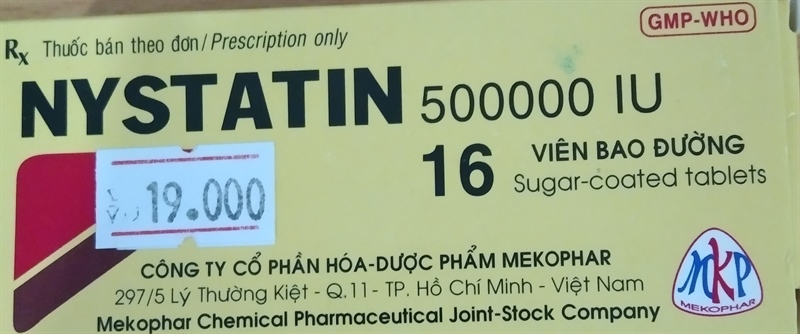 GMP-WHO
Rx Thuốc bán theo đơn/Prescription only
NYSTATIN 500000 IU
16 VIÊN BAO ĐƯỜNG
Sugar-coated tablets
19.000
CÔNG TY CỔ PHẦN HÓA-DƯỢC PHẨM MEKOPHAR
297/5 Lý Thường Kiệt - Q.11 - TP. Hồ Chí Minh - Việt Nam
Mekophar Chemical Pharmaceutical Joint-Stock Company
MKP
MEKOPHAR